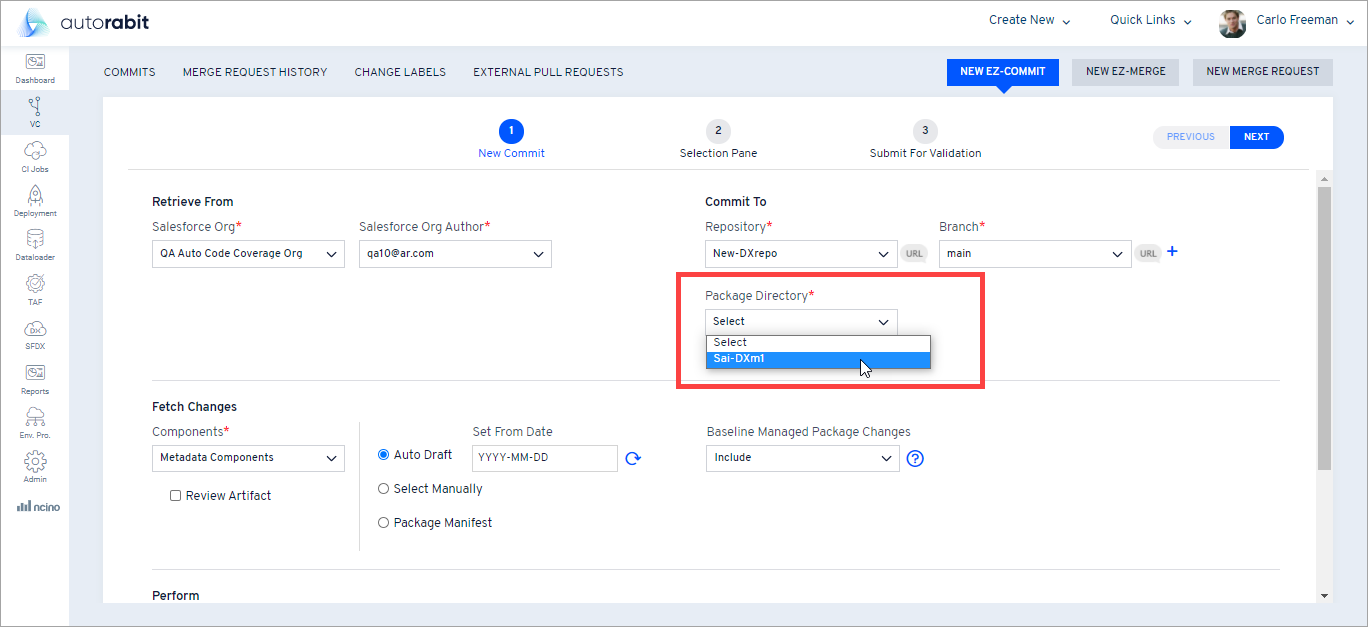 autorabit
Create New
Quick Links
Carlo Freeman
Dashboard
VC
CI Jobs
Deployment
Dataloader
TAF
DX
SFDX
Reports
Env. Pro.
Admin
ncino
COMMITS
MERGE REQUEST HISTORY
CHANGE LABELS
EXTERNAL PULL REQUESTS
NEW EZ-COMMIT
NEW EZ-MERGE
NEW MERGE REQUEST
1
New Commit
2
Selection Pane
3
Submit For Validation
PREVIOUS
NEXT
Retrieve From
Salesforce Org*
QA Auto Code Coverage Org
Salesforce Org Author*
qa10@ar.com
Commit To
Repository*
New-DXrepo
URL
Branch*
main
URL
+
Package Directory*
Select
Select
Sai-DXm1
Fetch Changes
Components*
Metadata Components
Review Artifact
Auto Draft
Select Manually
Package Manifest
Set From Date
YYYY-MM-DD
Baseline Managed Package Changes
Include
?
Perform